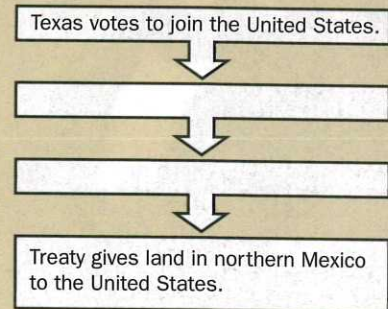 Texas votes to join the United States.
Treaty gives land in northern Mexico
to the United States.